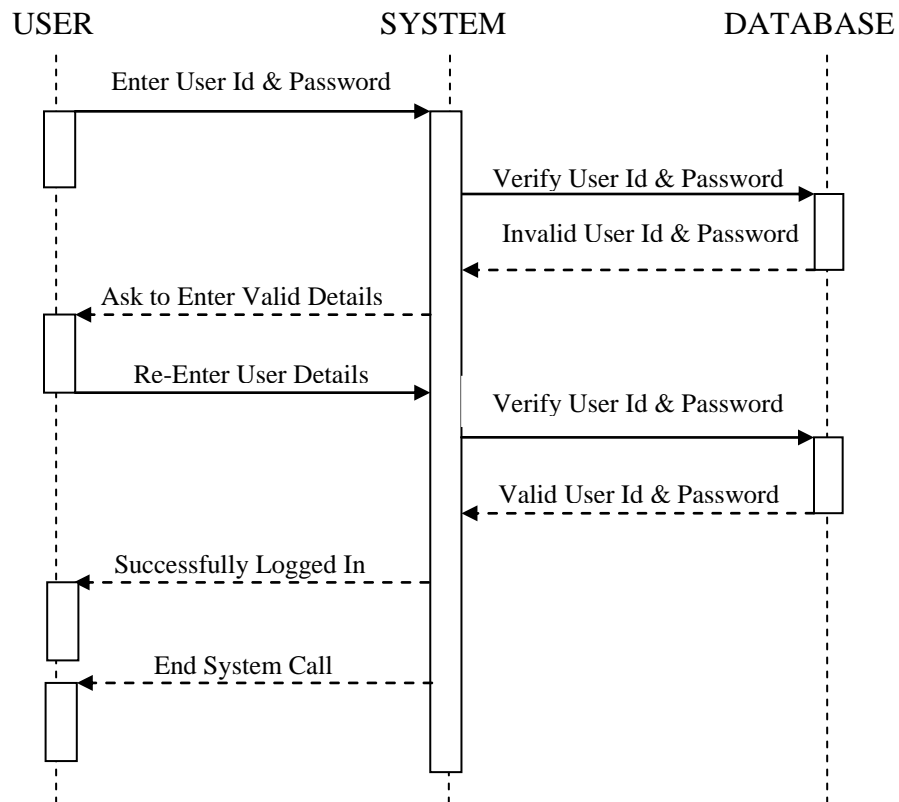 USER SYSTEM DATABASE
Enter User Id & Password
Verify User Id & Password
Invalid User Id & Password
Ask to Enter Valid Details
Re-Enter User Details
Verify User Id & Password
Valid User Id & Password
Successfully Logged In
End System Call